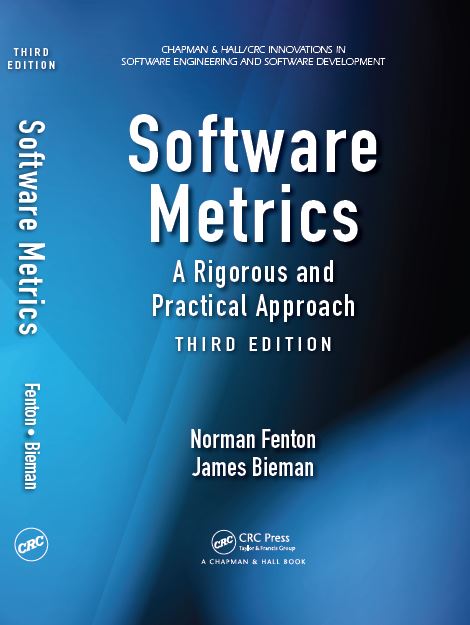 THIRD
EDITION
Software Metrics
Fenton • Bieman
CRC
CHAPMAN & HALL/CRC INNOVATIONS IN
SOFTWARE ENGINEERING AND SOFTWARE DEVELOPMENT
Software
Metrics
A Rigorous and
Practical Approach
THIRD EDITION
Norman Fenton
James Bieman
CRC
CRC Press
Taylor & Francis Group
A CHAPMAN & HALL BOOK